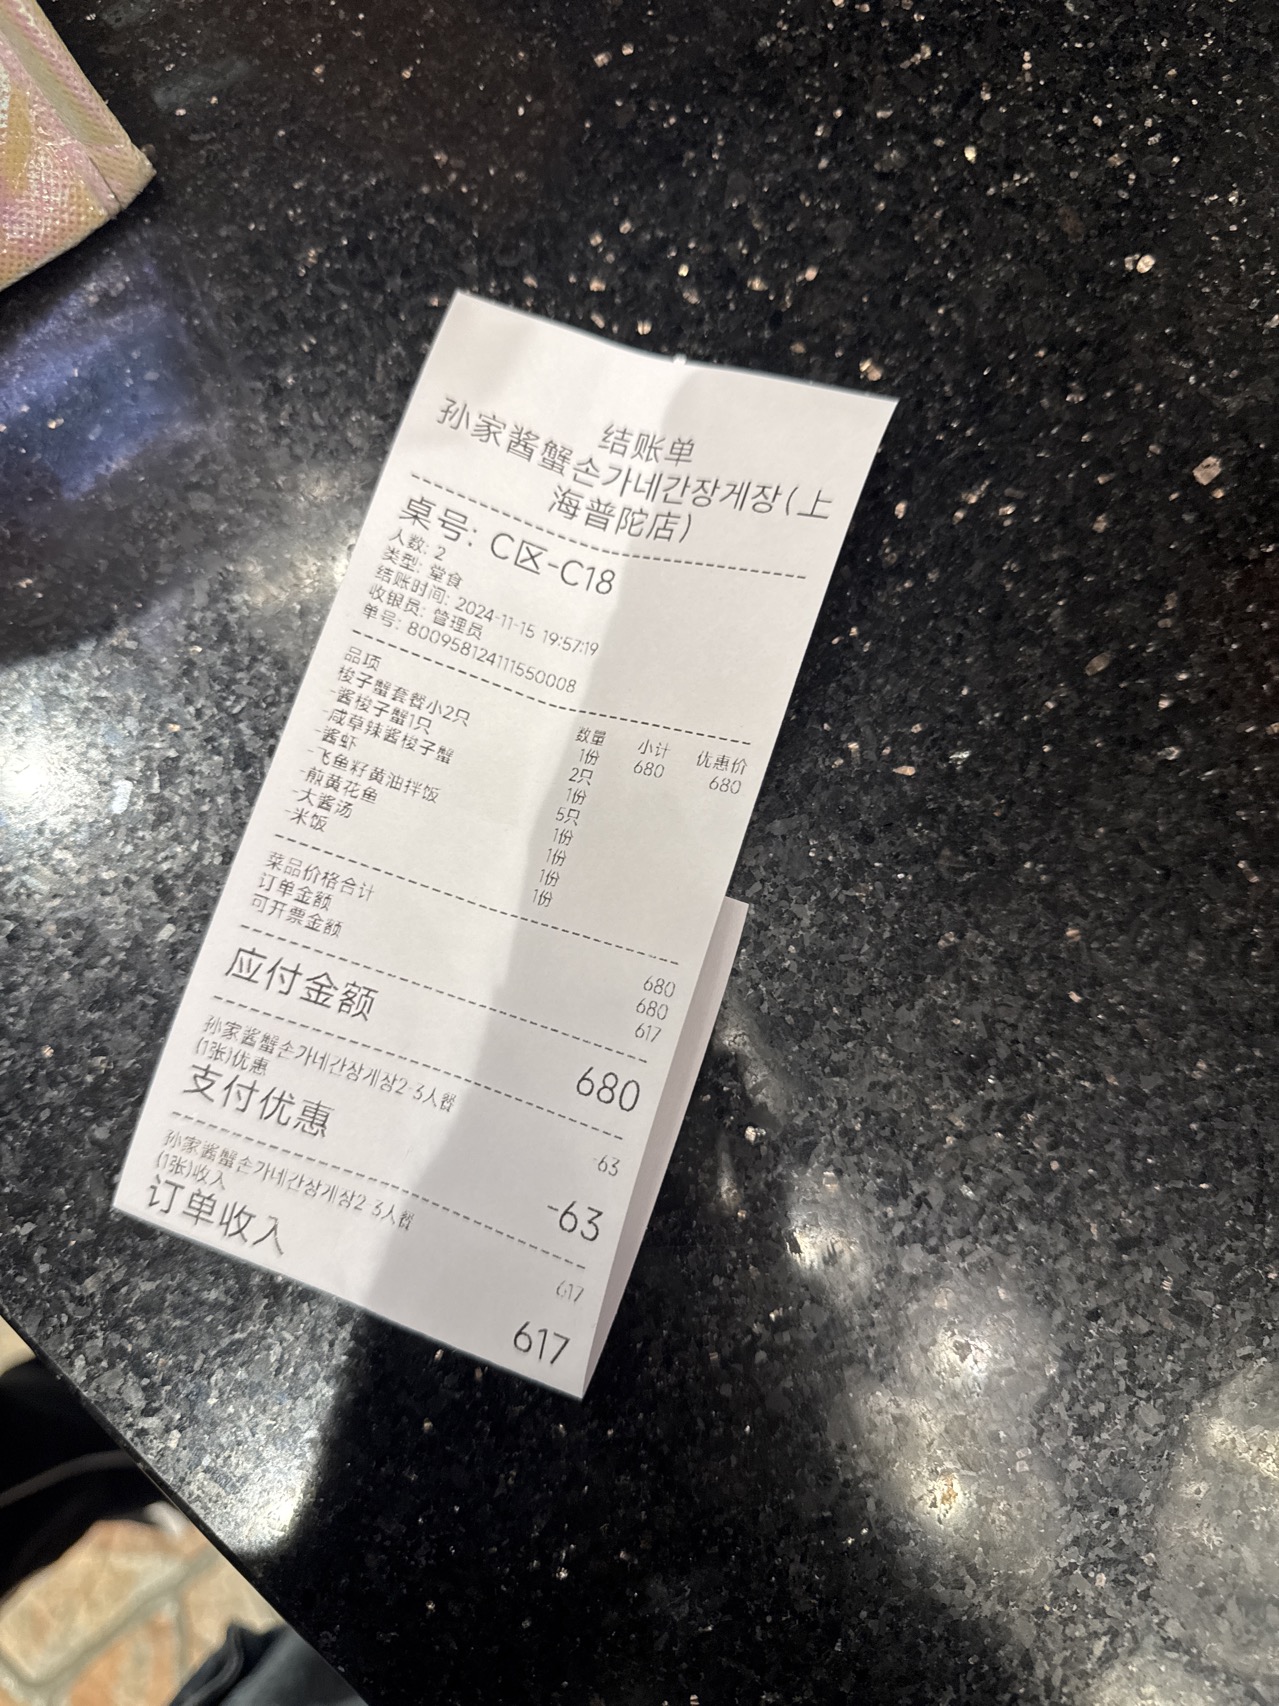 结账单
孙家酱蟹손가네간장게장(上
海普陀店)
桌号: C区-C18
人数: 2
类型: 堂食
结账时间: 2024-11-15 19:57:19
收银员: 管理员
单号: 800958124111550008
品项 数量 小计 优惠价
梭子蟹套餐小2只 1份 680 680
-酱梭子蟹1只 2只
-咸草辣酱梭子蟹 1份
-酱虾 5只
-飞鱼籽黄油拌饭 1份
-煎黄花鱼 1份
-大酱汤 1份
-米饭 1份
菜品价格合计 680
订单金额 680
可开票金额 617
应付金额 680
孙家酱蟹손가네간장게장2-3人餐
(1张)优惠 -63
支付优惠 -63
孙家酱蟹손가네간장게장2-3人餐
(1张)收入 617
订单收入 617